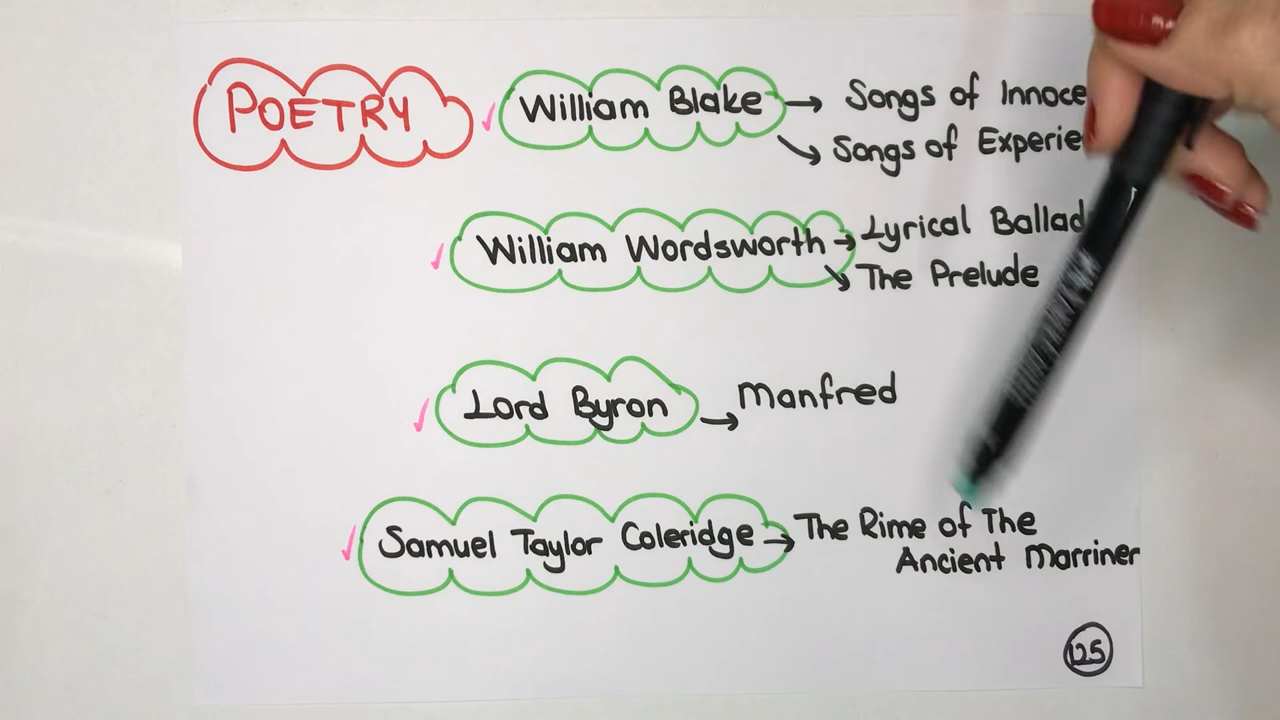 POETRY
William Blake → Songs of Innoce
Songs of Experie
William Wordsworth → Lyrical Ballad
The Prelude
Lord Byron → Manfred
Samuel Taylor Coleridge → The Rime of The
Ancient Marriner
125